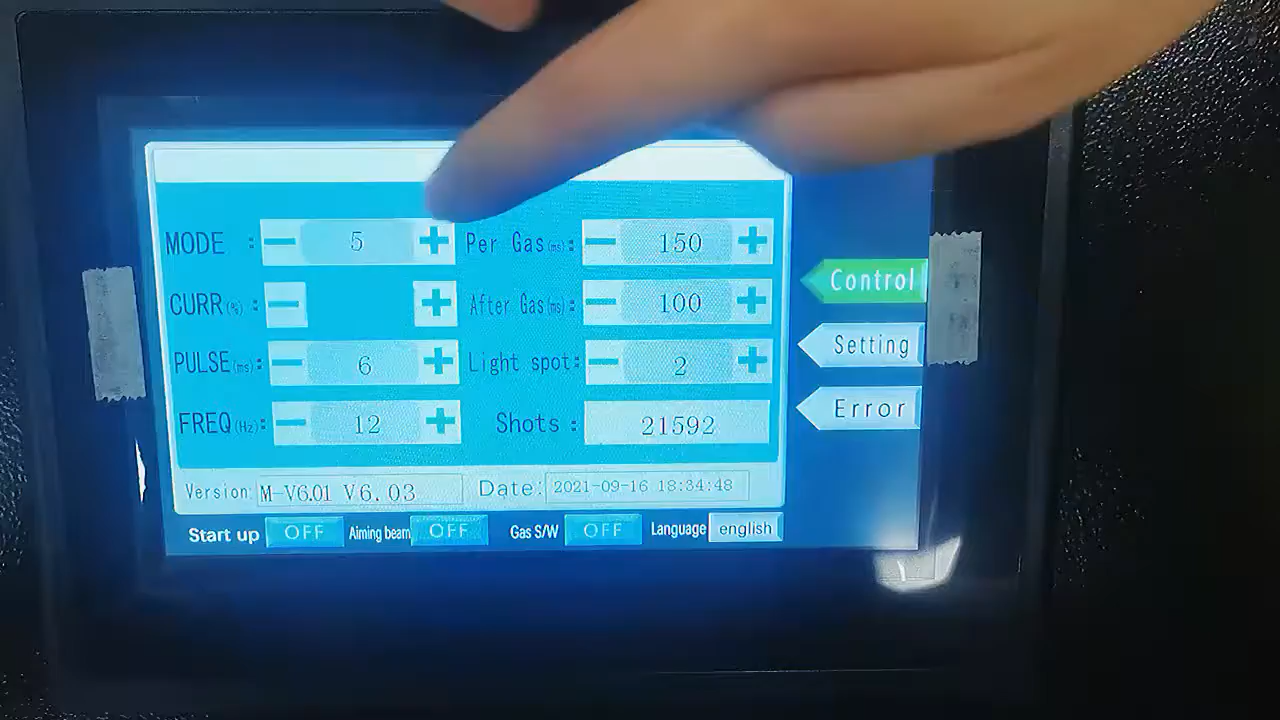 MODE : − 5 + Per Gas(ms): − 150 +
CURR(%) : − + After Gas(ms): − 100 +
PULSE(ms): − 6 + Light spot: − 2 +
FREQ(Hz): − 12 + Shots : 21592
Control
Setting
Error
Version: M-V6.01 V6.03 Date: 2021-09-16 18:34:48
Start up OFF Aiming beam OFF Gas S/W OFF Language english